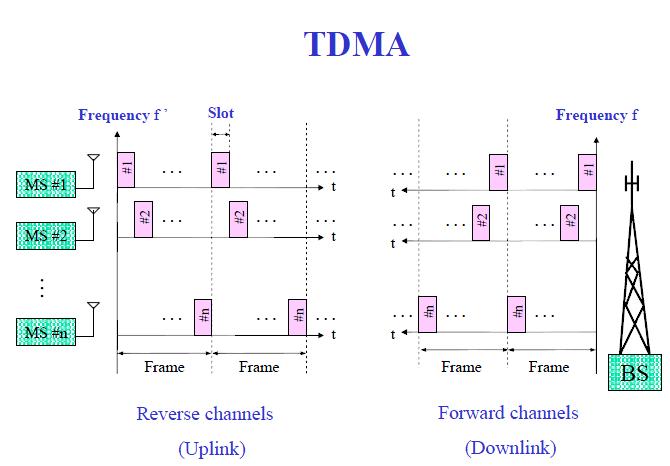 TDMA
Frequency f ’ Slot Frequency f
MS #1 #1 ... #1 ... ... t
... ... #1 ... #1 t
MS #2 #2 ... #2 ... ... t
... ... #2 ... #2 t
...
MS #n ... #n ... #n ... t
... #n ... #n ... t
Frame Frame Frame Frame
BS
Reverse channels Forward channels
(Uplink) (Downlink)